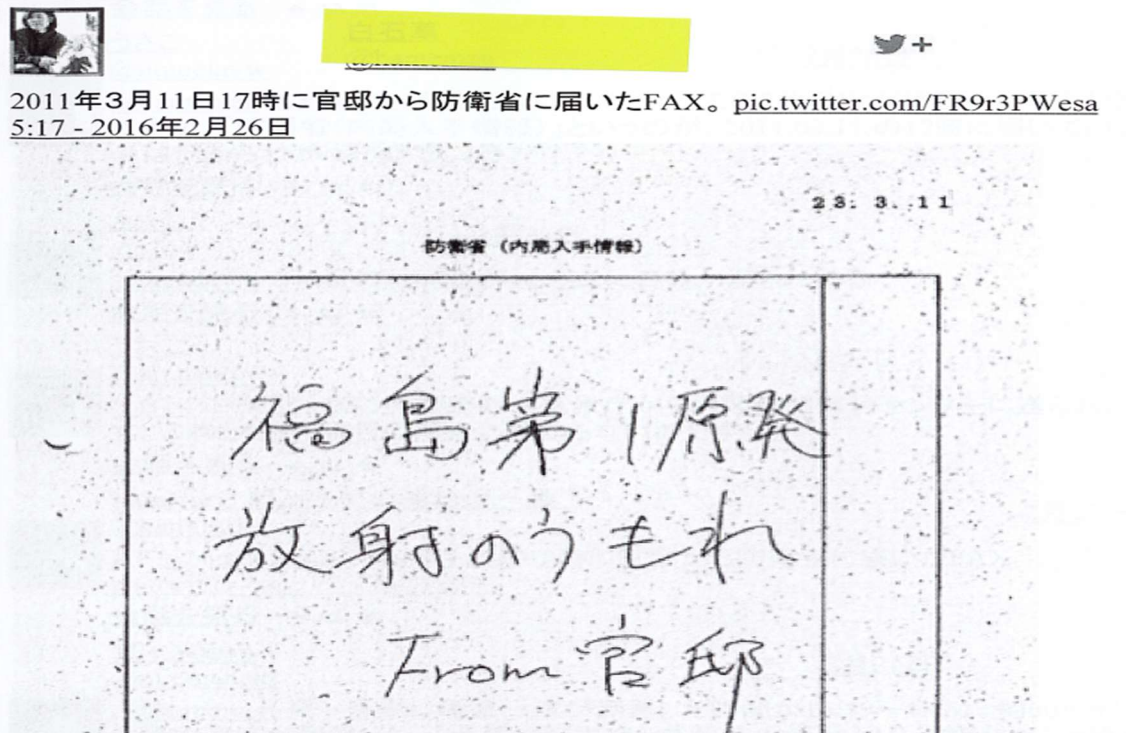 2011年3月11日17時に官邸から防衛省に届いたFAX。pic.twitter.com/FR9r3PWesa
5:17 - 2016年2月26日
23. 3. 11
防衛省（内局入手情報）
福島第1原発
放射のうもれ
From 官邸